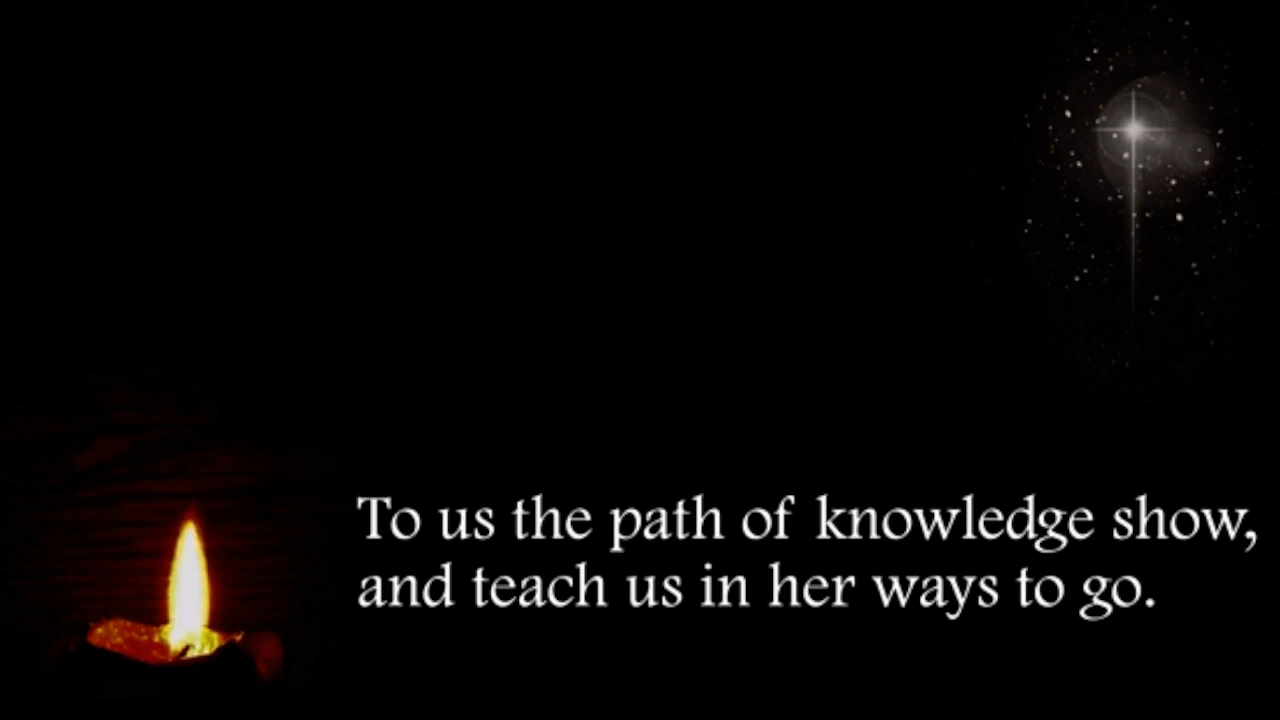 To us the path of knowledge show,
and teach us in her ways to go.